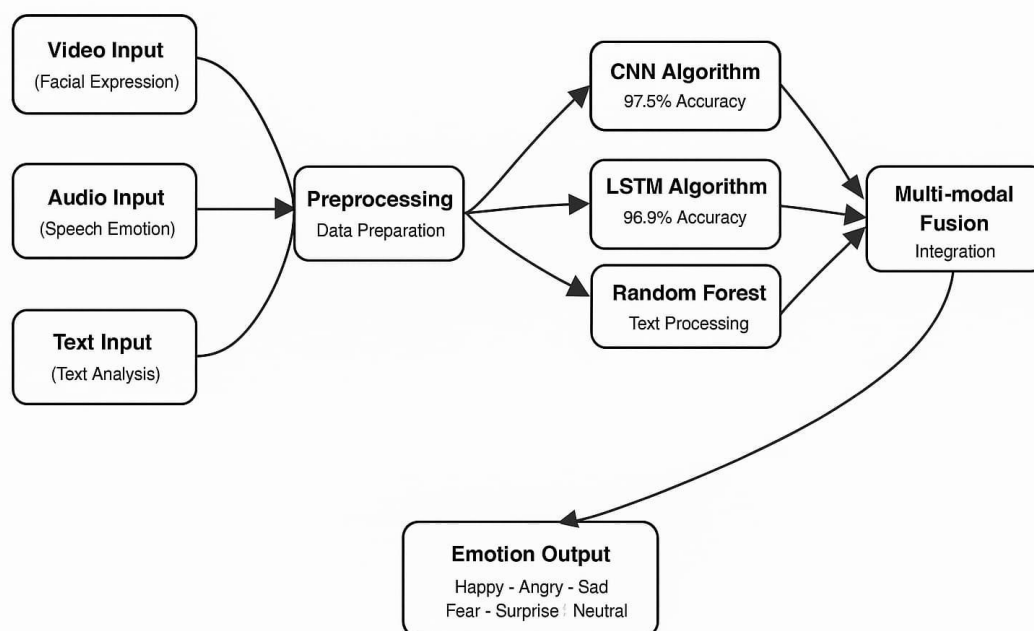 Video Input
(Facial Expression)
Audio Input
(Speech Emotion)
Text Input
(Text Analysis)
Preprocessing
Data Preparation
CNN Algorithm
97.5% Accuracy
LSTM Algorithm
96.9% Accuracy
Random Forest
Text Processing
Multi-modal
Fusion
Integration
Emotion Output
Happy - Angry - Sad
Fear - Surprise Neutral